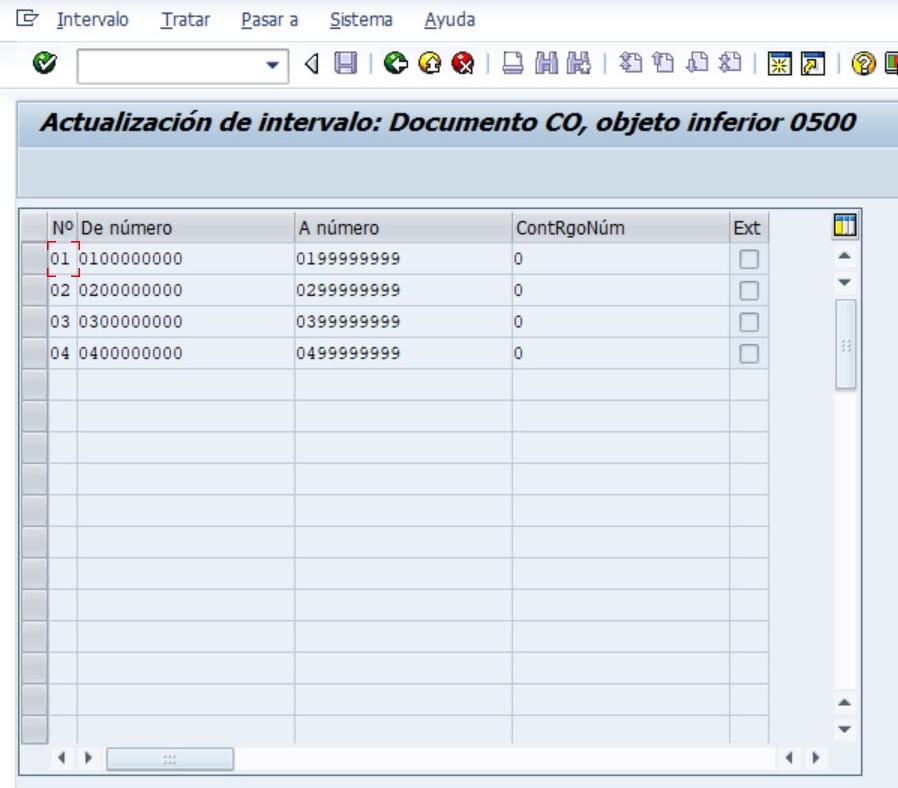 Intervalo Tratar Pasar a Sistema Ayuda
Actualización de intervalo: Documento CO, objeto inferior 0500
Nº De número A número ContRgoNúm Ext
01 0100000000 0199999999 0
02 0200000000 0299999999 0
03 0300000000 0399999999 0
04 0400000000 0499999999 0